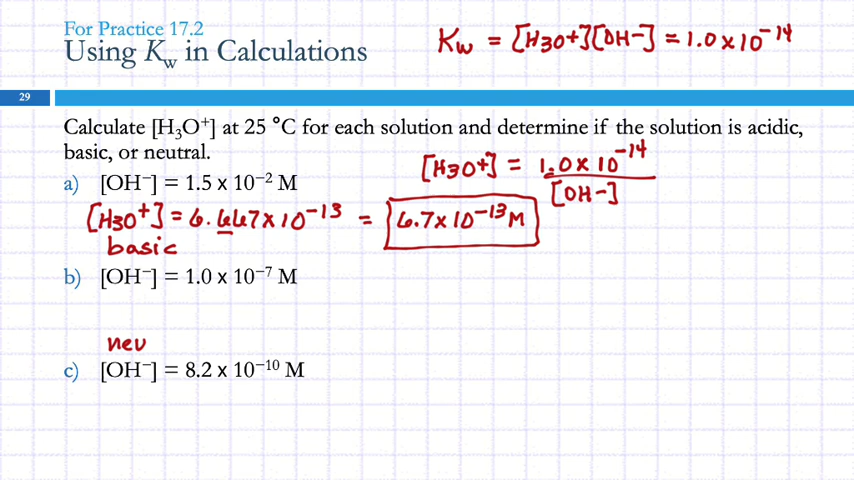 For Practice 17.2
Using Kw in Calculations
Kw = [H3O+][OH-] = 1.0 x 10^-14
29
Calculate [H₃O⁺] at 25 °C for each solution and determine if the solution is acidic,
basic, or neutral.
[H3O+] = 1.0 x 10^-14
[OH-]
a) [OH⁻] = 1.5 x 10⁻² M
[H3O+] = 6.667 x 10^-13 = 6.7 x 10^-13 M
basic
b) [OH⁻] = 1.0 x 10⁻⁷ M
neu
c) [OH⁻] = 8.2 x 10⁻¹⁰ M